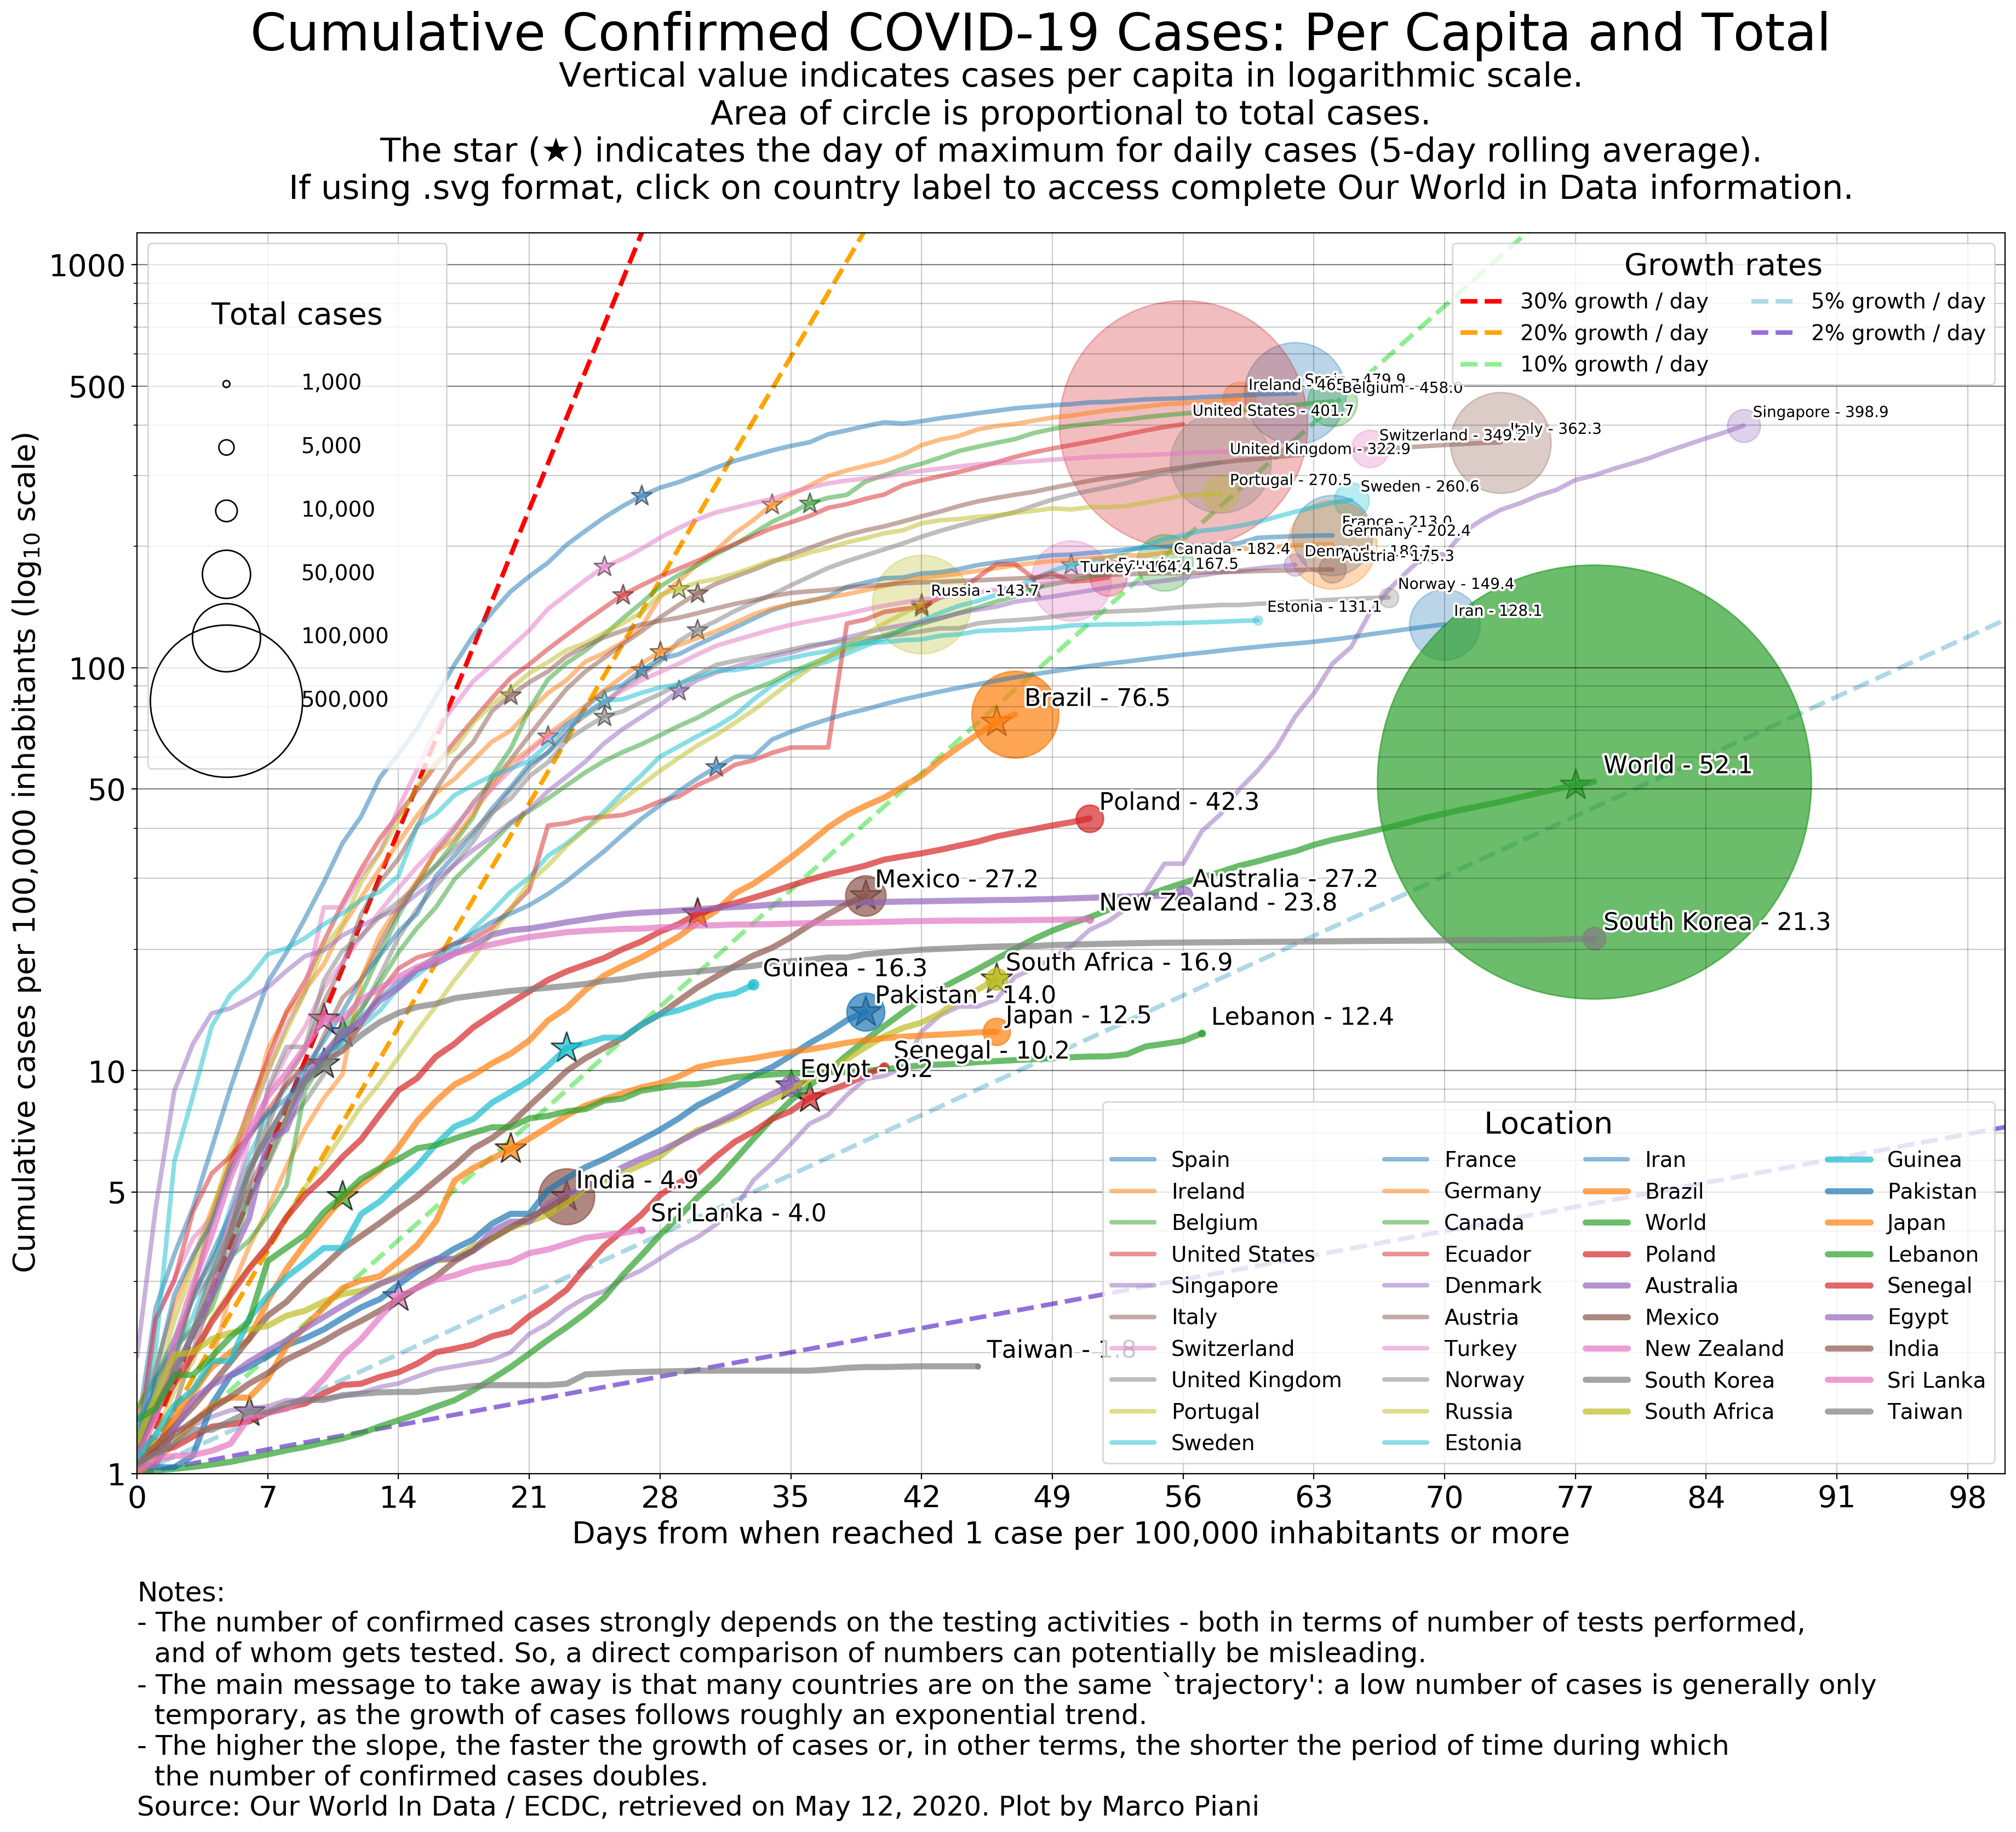 Cumulative Confirmed COVID-19 Cases: Per Capita and Total
Vertical value indicates cases per capita in logarithmic scale.
Area of circle is proportional to total cases.
The star (★) indicates the day of maximum for daily cases (5-day rolling average).
If using .svg format, click on country label to access complete Our World in Data information.
Cumulative cases per 100,000 inhabitants (log₁₀ scale)
1000
500
100
50
10
5
1
Total cases
1,000
5,000
10,000
50,000
100,000
500,000
Growth rates
30% growth / day
20% growth / day
10% growth / day
5% growth / day
2% growth / day
Ireland - 465.
479.9
Belgium - 458.0
United States - 401.7
Singapore - 398.9
Switzerland - 349.2
Italy - 362.3
United Kingdom - 322.9
Portugal - 270.5
Sweden - 260.6
France - 213.0
Germany - 202.4
Canada - 182.4
Austria - 175.3
167.5
Turkey - 164.4
Norway - 149.4
Russia - 143.7
Estonia - 131.1
Iran - 128.1
Brazil - 76.5
World - 52.1
Poland - 42.3
Mexico - 27.2
Australia - 27.2
New Zealand - 23.8
South Korea - 21.3
South Africa - 16.9
Guinea - 16.3
Pakistan - 14.0
Japan - 12.5
Lebanon - 12.4
Senegal - 10.2
Egypt - 9.2
India - 4.9
Sri Lanka - 4.0
Taiwan - 1.8
Location
Spain
Ireland
Belgium
United States
Singapore
Italy
Switzerland
United Kingdom
Portugal
Sweden
France
Germany
Canada
Ecuador
Denmark
Austria
Turkey
Norway
Russia
Estonia
Iran
Brazil
World
Poland
Australia
Mexico
New Zealand
South Korea
South Africa
Guinea
Pakistan
Japan
Lebanon
Senegal
Egypt
India
Sri Lanka
Taiwan
0 7 14 21 28 35 42 49 56 63 70 77 84 91 98
Days from when reached 1 case per 100,000 inhabitants or more
Notes:
- The number of confirmed cases strongly depends on the testing activities - both in terms of number of tests performed,
and of whom gets tested. So, a direct comparison of numbers can potentially be misleading.
- The main message to take away is that many countries are on the same `trajectory': a low number of cases is generally only
temporary, as the growth of cases follows roughly an exponential trend.
- The higher the slope, the faster the growth of cases or, in other terms, the shorter the period of time during which
the number of confirmed cases doubles.
Source: Our World In Data / ECDC, retrieved on May 12, 2020. Plot by Marco Piani